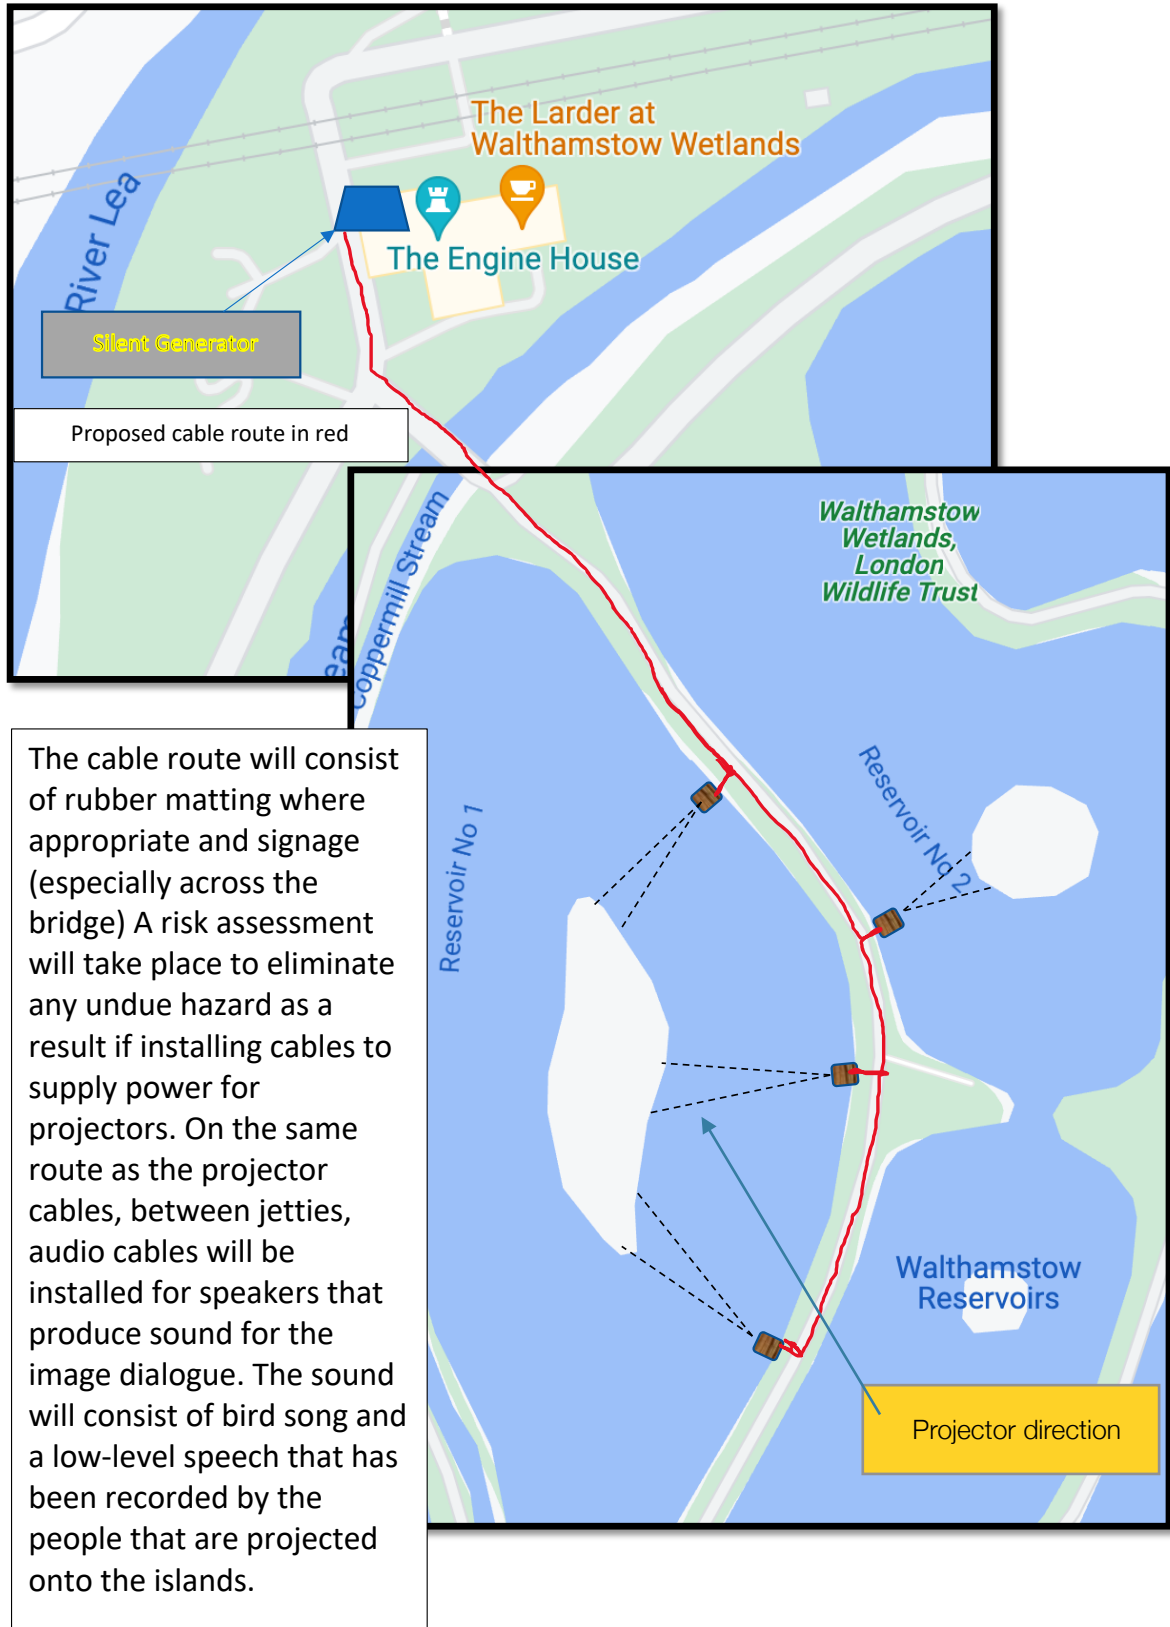 The Larder at
Walthamstow Wetlands
The Engine House
River Lea
Silent Generator
Proposed cable route in red
Coppermill Stream
eam
Walthamstow
Wetlands,
London
Wildlife Trust
Reservoir No 1
Reservoir No 2
Walthamstow
Reservoirs
Projector direction
The cable route will consist
of rubber matting where
appropriate and signage
(especially across the
bridge) A risk assessment
will take place to eliminate
any undue hazard as a
result if installing cables to
supply power for
projectors. On the same
route as the projector
cables, between jetties,
audio cables will be
installed for speakers that
produce sound for the
image dialogue. The sound
will consist of bird song and
a low-level speech that has
been recorded by the
people that are projected
onto the islands.